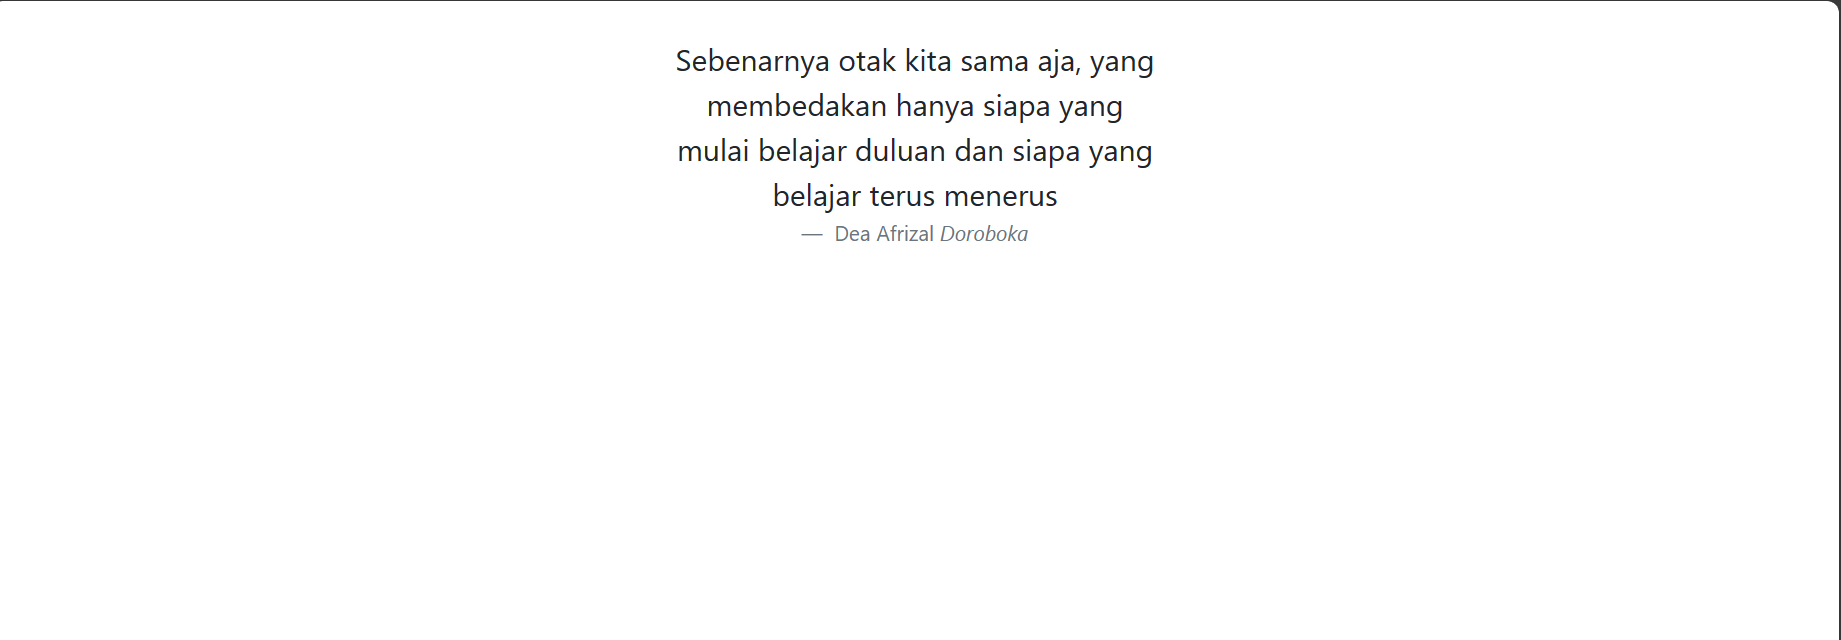 Sebenarnya otak kita sama aja, yang
membedakan hanya siapa yang
mulai belajar duluan dan siapa yang
belajar terus menerus
— Dea Afrizal Doroboka